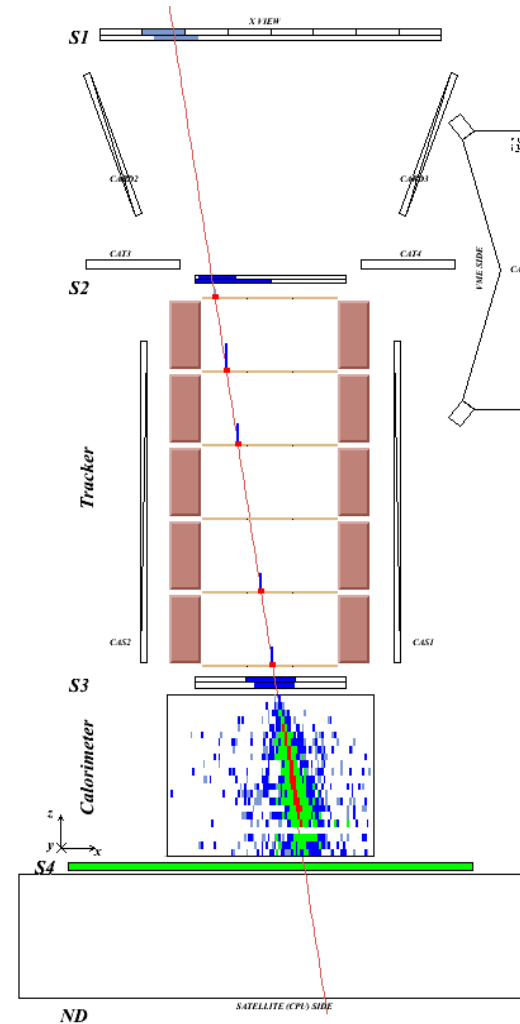 X VIEW
S1
CARD2
CARD3
CAT3
CAT4
S2
VME SIDE
CA
Tracker
CAS2
CAS1
S3
Calorimeter
z
y
x
S4
SATELLITE (CPU) SIDE
ND